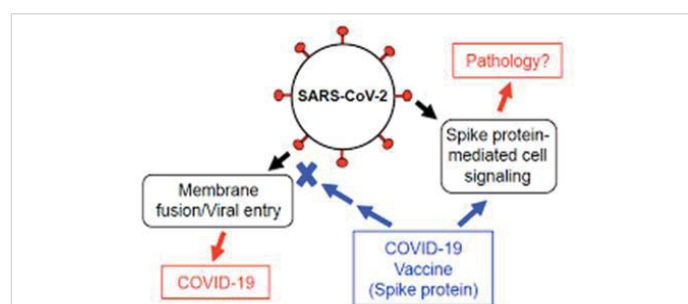 Pathology?
SARS-CoV-2
Spike protein-
mediated cell
signaling
Membrane
fusion/Viral entry
COVID-19
Vaccine
(Spike protein)
COVID-19